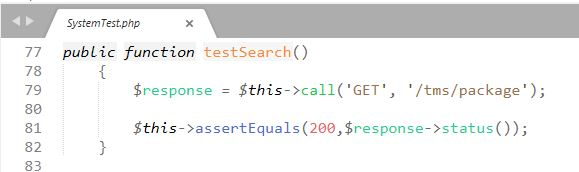 SystemTest.php ×
77 public function testSearch()
78 {
79 $response = $this->call('GET', '/tms/package');
80
81 $this->assertEquals(200,$response->status());
82 }
83